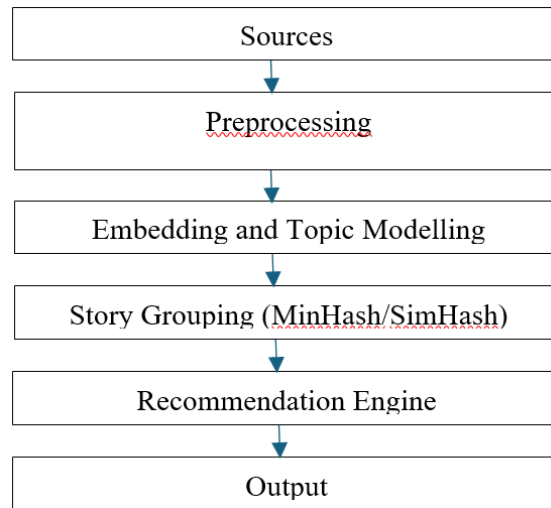 Sources
Preprocessing
Embedding and Topic Modelling
Story Grouping (MinHash/SimHash)
Recommendation Engine
Output